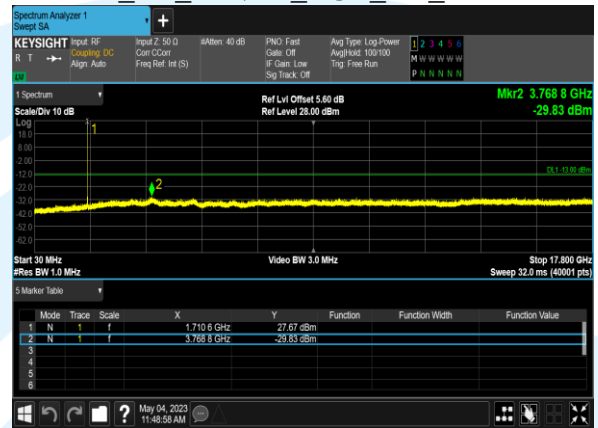 Spectrum Analyzer 1
Swept SA
KEYSIGHT Input: RF Input Z: 50 Ω #Atten: 40 dB PNO: Fast Avg Type: Log-Power 1 2 3 4 5 6
R T Coupling: DC Corr CCorr Gate: Off Avg|Hold: 100/100 M W W W W W
Align: Auto Freq Ref: Int (S) IF Gain: Low Trig: Free Run
Sig Track: Off P N N N N N
1 Spectrum Ref Lvl Offset 5.60 dB Mkr2 3.768 8 GHz
Scale/Div 10 dB Ref Level 28.00 dBm -29.83 dBm
Log
18.0
1
8.00
-2.00
-12.0
DL1 -13.00 dBm
-22.0
2
-32.0
-42.0
-52.0
-62.0
Start 30 MHz Video BW 3.0 MHz Stop 17.800 GHz
#Res BW 1.0 MHz Sweep 32.0 ms (40001 pts)
5 Marker Table
Mode Trace Scale X Y Function Function Width Function Value
1 N 1 f 1.710 6 GHz 27.67 dBm
2 N 1 f 3.768 8 GHz -29.83 dBm
3
4
5
6
? May 04, 2023
11:48:58 AM